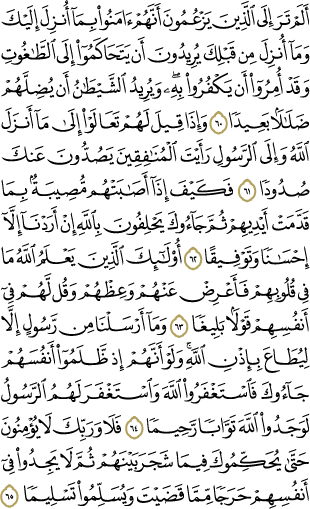 أَلَمْ تَرَ إِلَى ٱلَّذِينَ يَزْعُمُونَ أَنَّهُمْ ءَامَنُوا۟ بِمَآ أُنزِلَ إِلَيْكَ
وَمَآ أُنزِلَ مِن قَبْلِكَ يُرِيدُونَ أَن يَتَحَاكَمُوٓا۟ إِلَى ٱلطَّـٰغُوتِ
وَقَدْ أُمِرُوٓا۟ أَن يَكْفُرُوا۟ بِهِۦۖ وَيُرِيدُ ٱلشَّيْطَـٰنُ أَن يُضِلَّهُمْ
ضَلَـٰلًۢا بَعِيدًا ٦٠ وَإِذَا قِيلَ لَهُمْ تَعَالَوْا۟ إِلَىٰ مَآ أَنزَلَ
ٱللَّهُ وَإِلَى ٱلرَّسُولِ رَأَيْتَ ٱلْمُنَـٰفِقِينَ يَصُدُّونَ عَنكَ
صُدُودًا ٦١ فَكَيْفَ إِذَآ أَصَـٰبَتْهُم مُّصِيبَةٌۢ بِمَا
قَدَّمَتْ أَيْدِيهِمْ ثُمَّ جَآءُوكَ يَحْلِفُونَ بِٱللَّهِ إِنْ أَرَدْنَآ إِلَّآ
إِحْسَـٰنًا وَتَوْفِيقًا ٦٢ أُو۟لَـٰٓئِكَ ٱلَّذِينَ يَعْلَمُ ٱللَّهُ مَا
فِى قُلُوبِهِمْ فَأَعْرِضْ عَنْهُمْ وَعِظْهُمْ وَقُل لَّهُمْ فِىٓ
أَنفُسِهِمْ قَوْلًۢا بَلِيغًا ٦٣ وَمَآ أَرْسَلْنَا مِن رَّسُولٍ إِلَّا
لِيُطَاعَ بِإِذْنِ ٱللَّهِۚ وَلَوْ أَنَّهُمْ إِذ ظَّلَمُوٓا۟ أَنفُسَهُمْ
جَآءُوكَ فَٱسْتَغْفَرُوا۟ ٱللَّهَ وَٱسْتَغْفَرَ لَهُمُ ٱلرَّسُولُ
لَوَجَدُوا۟ ٱللَّهَ تَوَّابًا رَّحِيمًا ٦٤ فَلَا وَرَبِّكَ لَا يُؤْمِنُونَ
حَتَّىٰ يُحَكِّمُوكَ فِيمَا شَجَرَ بَيْنَهُمْ ثُمَّ لَا يَجِدُوا۟ فِىٓ
أَنفُسِهِمْ حَرَجًا مِّمَّا قَضَيْتَ وَيُسَلِّمُوا۟ تَسْلِيمًا ٦٥